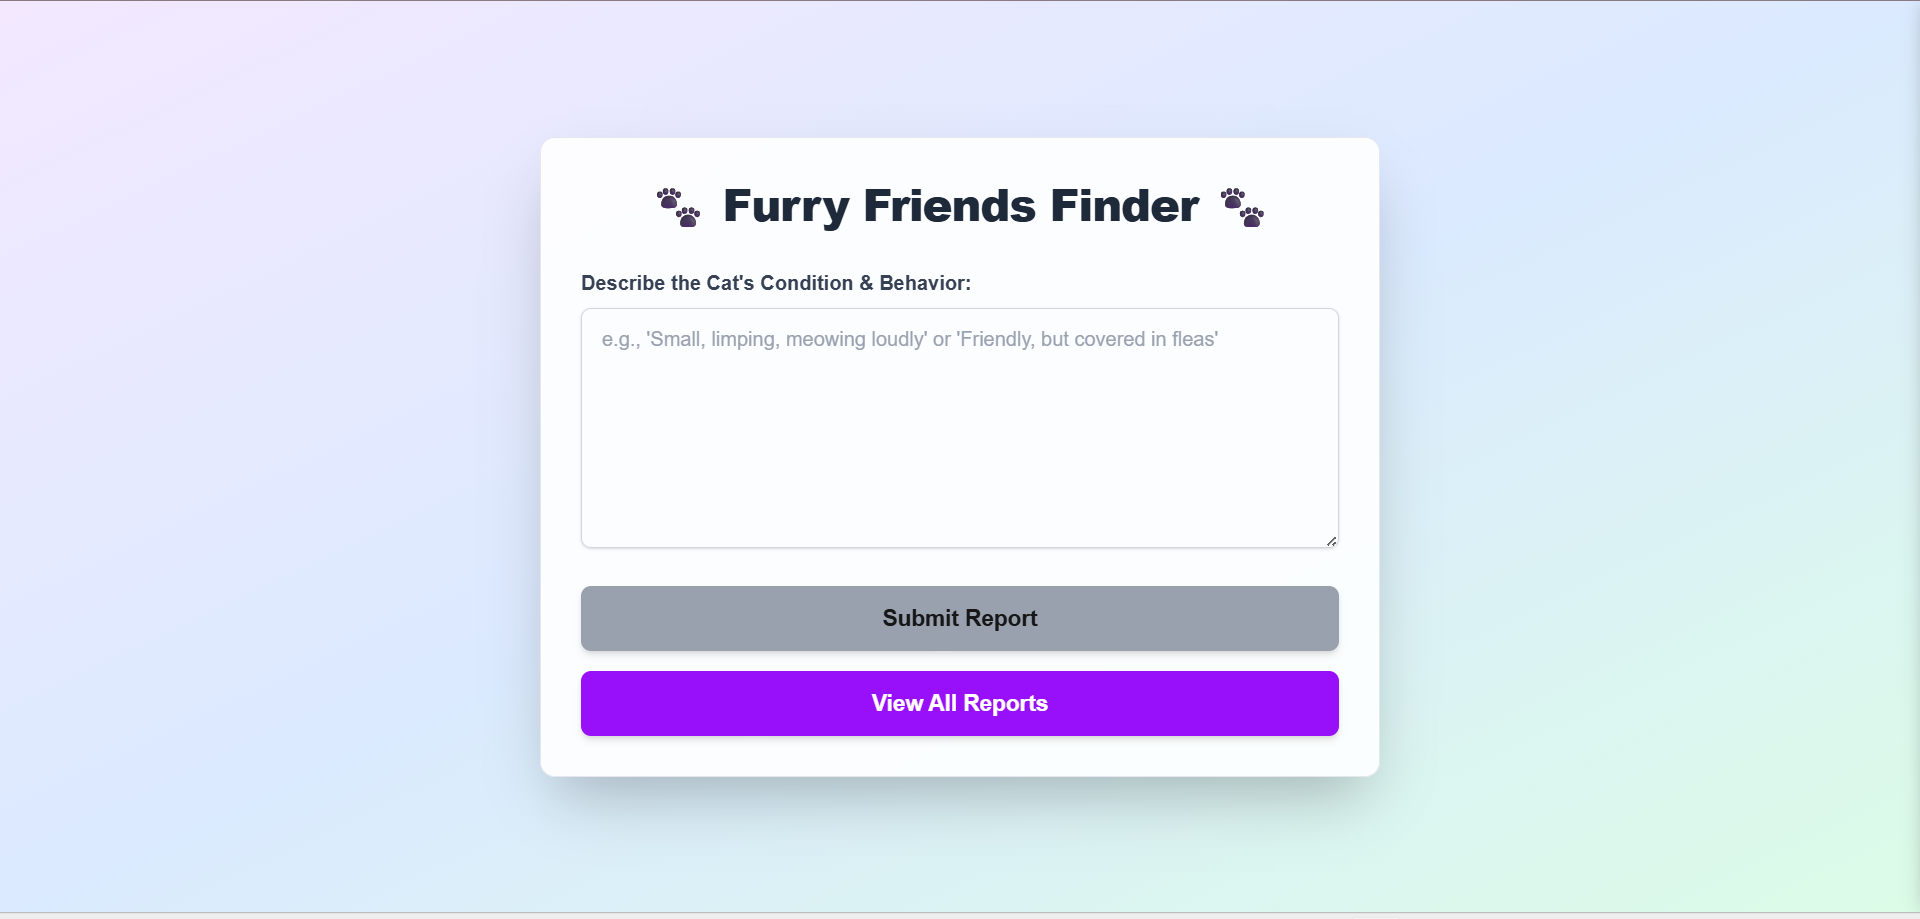 🐾 Furry Friends Finder 🐾
Describe the Cat's Condition & Behavior:
e.g., 'Small, limping, meowing loudly' or 'Friendly, but covered in fleas'
Submit Report
View All Reports